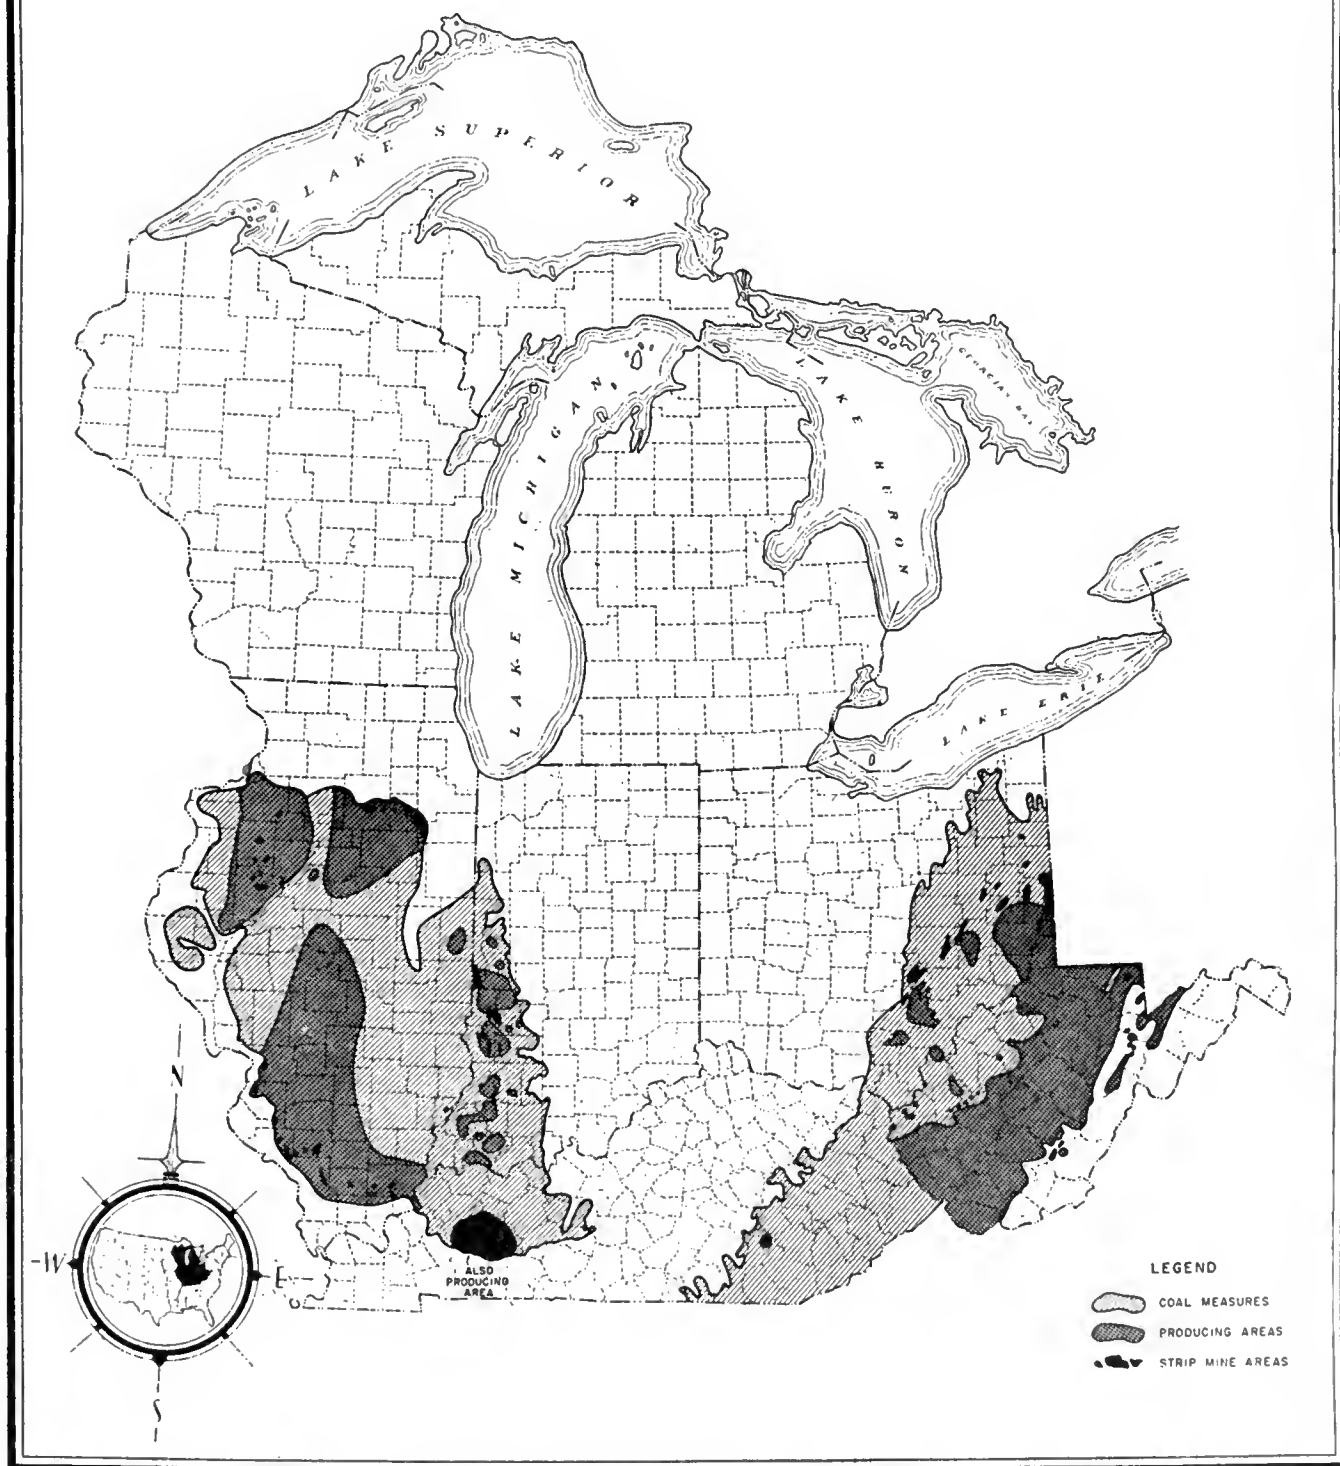 LAKE SUPERIOR
LAKE MICHIGAN
LAKE HURON
GEORGIAN BAY
LAKE ERIE
N
W
E
S
ALSO
PRODUCING
AREA
LEGEND
COAL MEASURES
PRODUCING AREAS
STRIP MINE AREAS